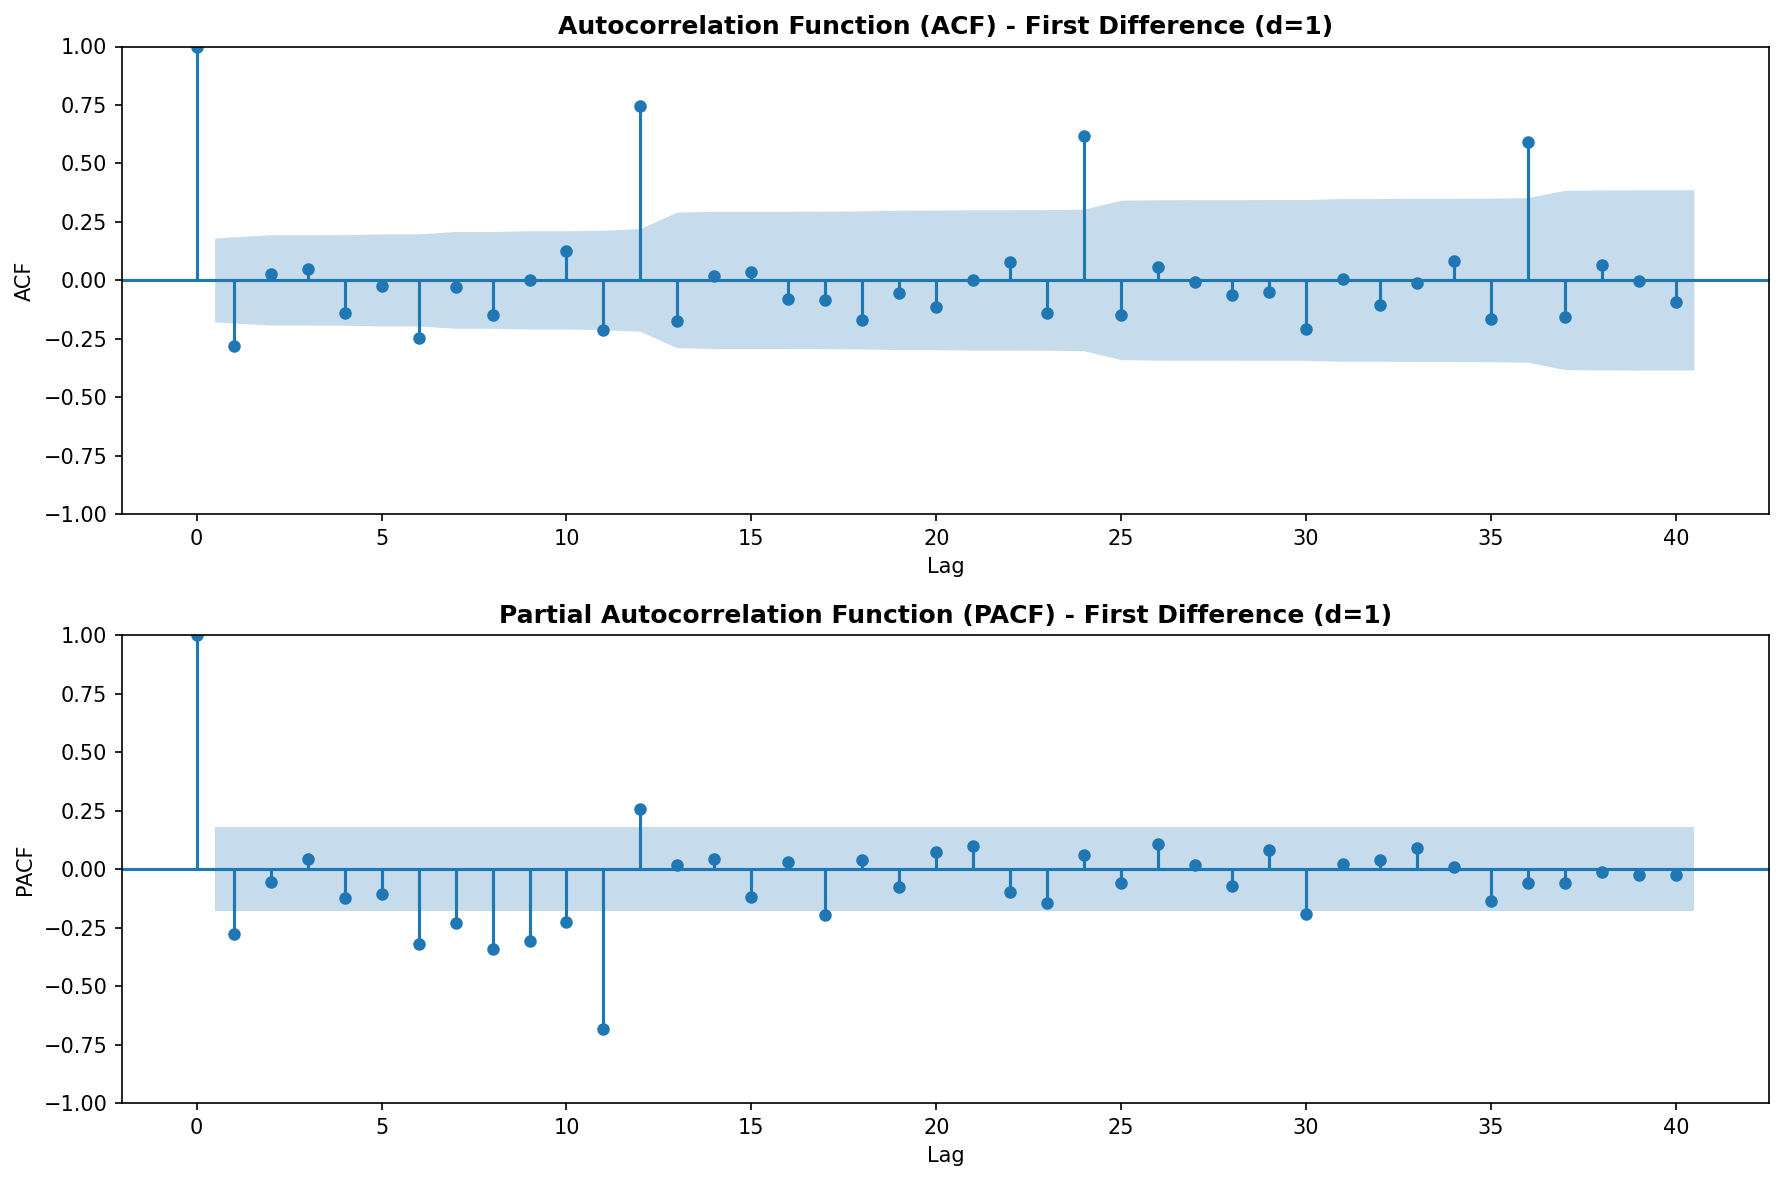 Autocorrelation Function (ACF) - First Difference (d=1)
1.00
0.75
0.50
0.25
0.00
−0.25
−0.50
−0.75
−1.00
ACF
0 5 10 15 20 25 30 35 40
Lag
Partial Autocorrelation Function (PACF) - First Difference (d=1)
1.00
0.75
0.50
0.25
0.00
−0.25
−0.50
−0.75
−1.00
PACF
0 5 10 15 20 25 30 35 40
Lag